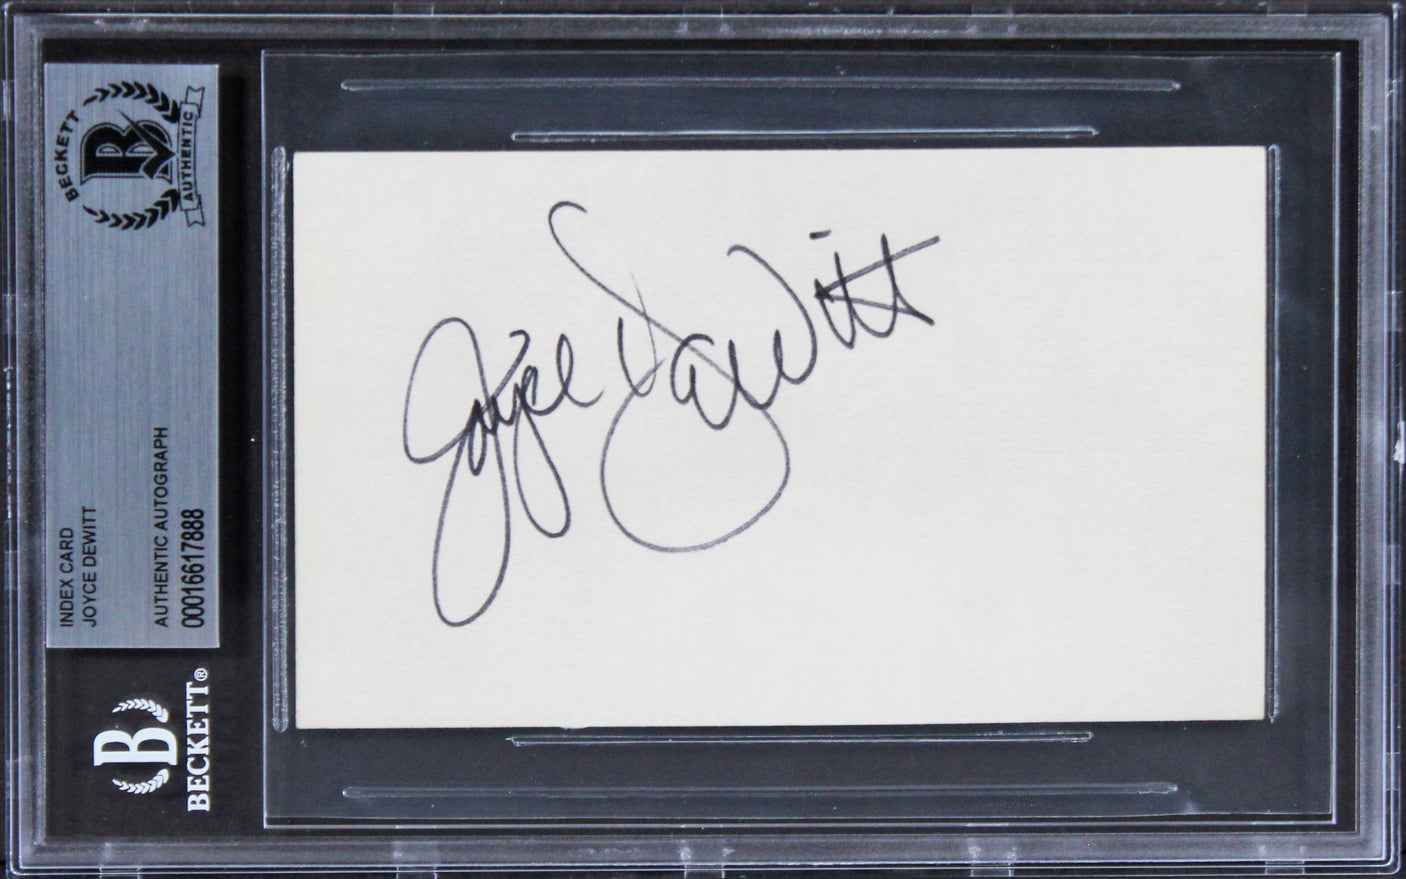 BECKETT
B
AUTHENTIC
INDEX CARD
JOYCE DEWITT
AUTHENTIC AUTOGRAPH
00016617888
B
BECKETT®
Joyce DeWitt